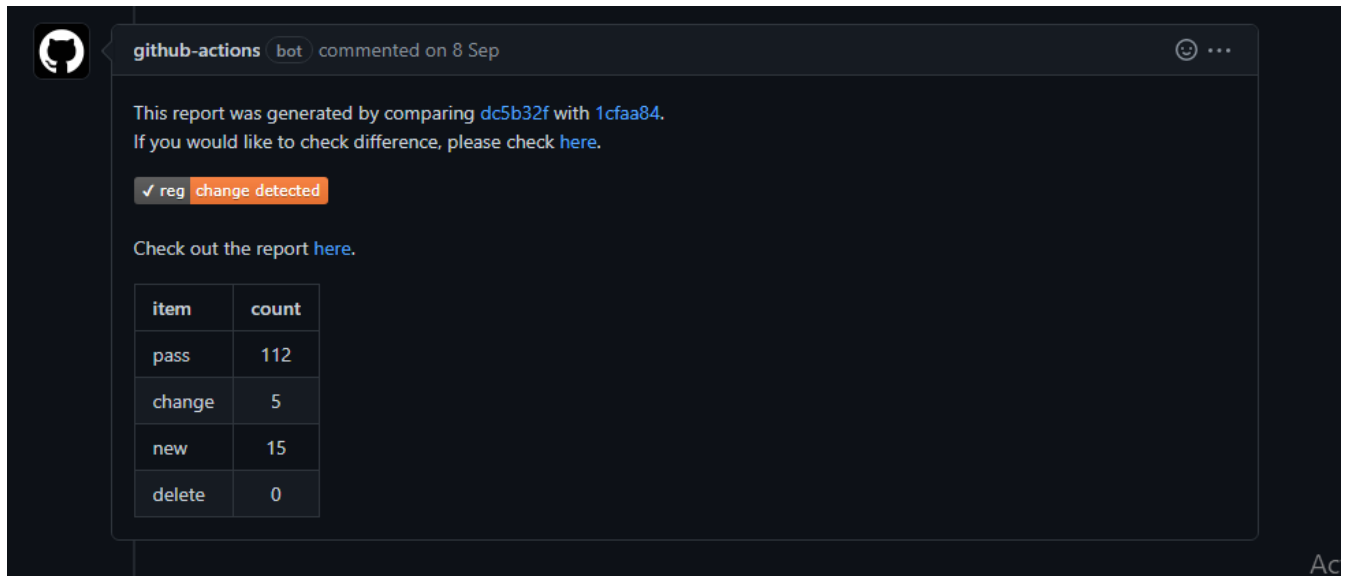 github-actions bot commented on 8 Sep
This report was generated by comparing dc5b32f with 1cfaa84.
If you would like to check difference, please check here.
✓ reg change detected
Check out the report here.
item count
pass 112
change 5
new 15
delete 0
Ac